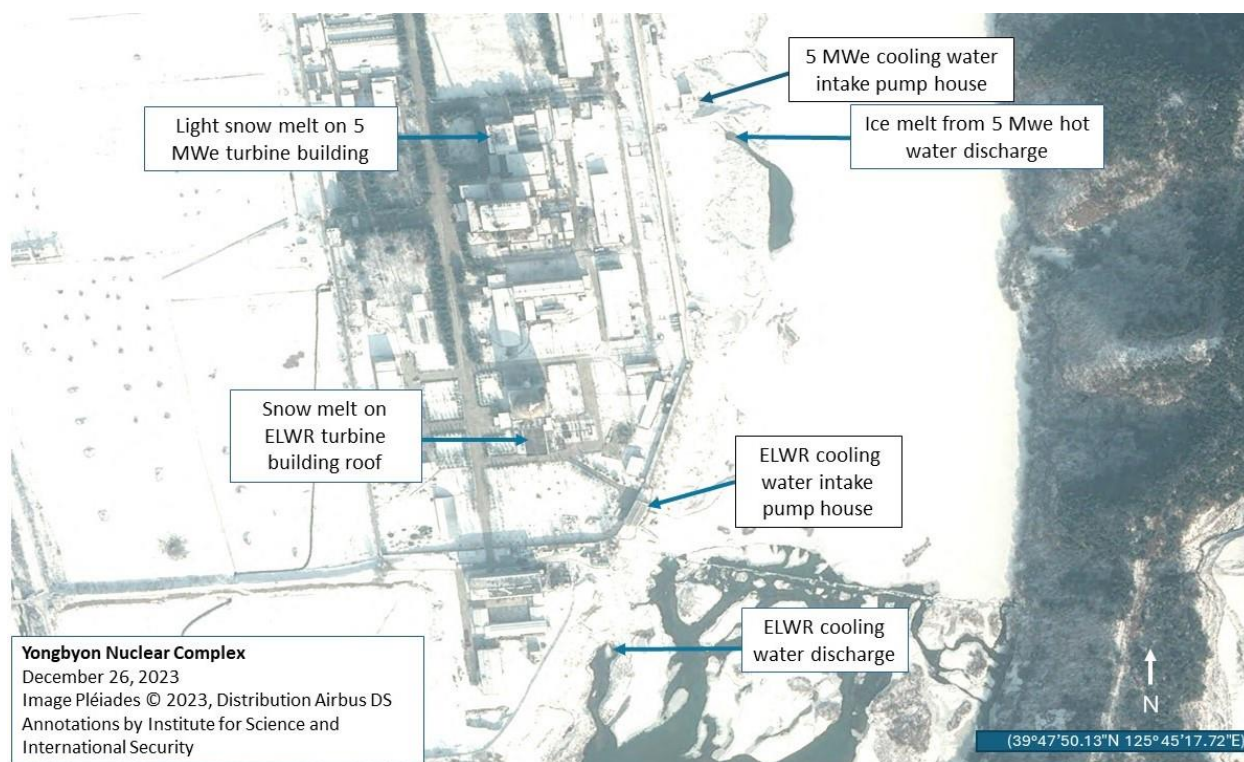 5 MWe cooling water
intake pump house
Light snow melt on 5
MWe turbine building
Ice melt from 5 Mwe hot
water discharge
Snow melt on
ELWR turbine
building roof
ELWR cooling
water intake
pump house
ELWR cooling
water discharge
Yongbyon Nuclear Complex
December 26, 2023
Image Pléiades © 2023, Distribution Airbus DS
Annotations by Institute for Science and
International Security
N
(39°47'50.13"N 125°45'17.72"E)